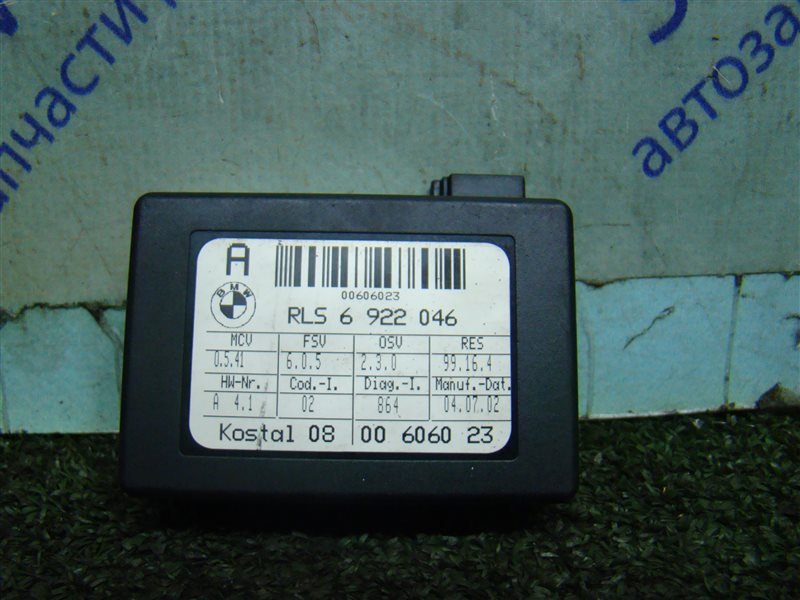 пчасти
автоза
A
00606023
BMW
RLS 6 922 046
MCV FSV OSV RES
0.5.41 6.0.5 2.3.0 99.16.4
HW-Nr. Cod.-I. Diag.-I. Manuf.-Dat.
A 4.1 02 864 04.07.02
Kostal 08 00 6060 23